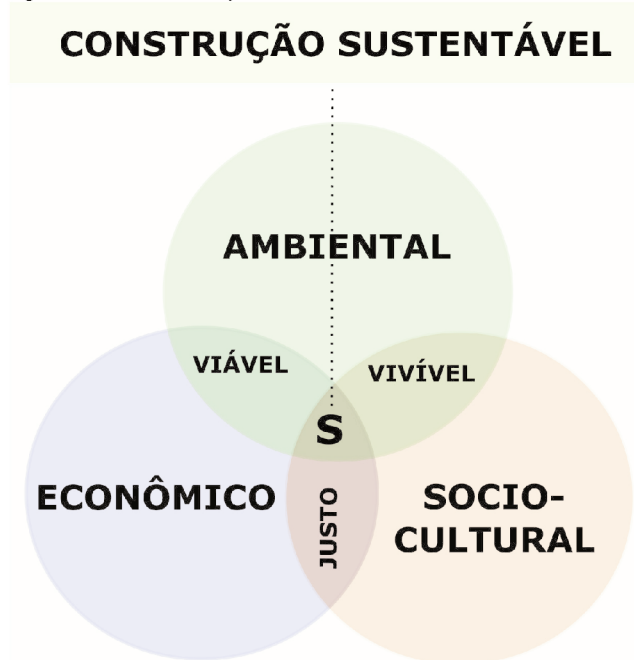 CONSTRUÇÃO SUSTENTÁVEL
AMBIENTAL
VIÁVEL
VIVÍVEL
S
ECONÔMICO
JUSTO
SOCIO-
CULTURAL